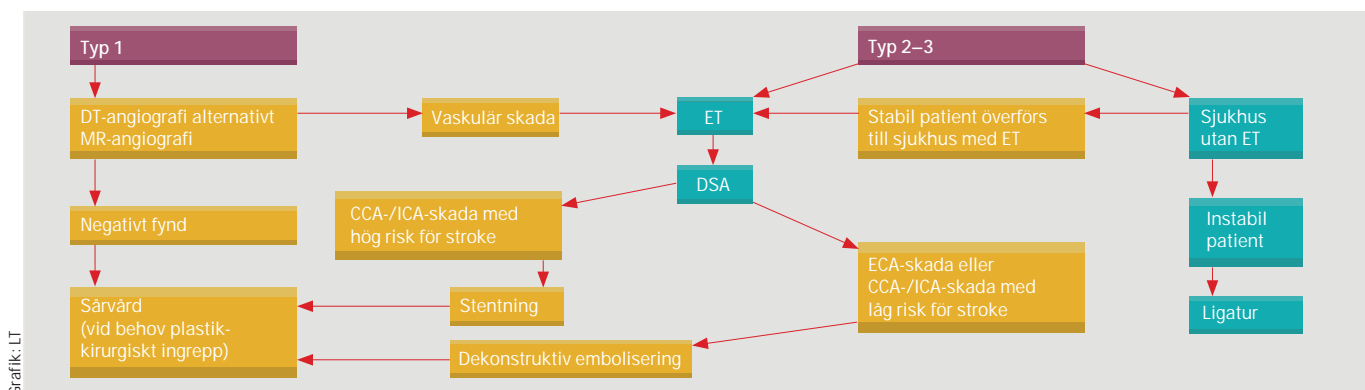 Typ 1
Typ 2–3
DT-angiografi alternativt
MR-angiografi
Vaskulär skada
ET
Stabil patient överförs
till sjukhus med ET
Sjukhus
utan ET
DSA
Negativt fynd
CCA-/ICA-skada med
hög risk för stroke
Instabil
patient
ECA-skada eller
CCA-/ICA-skada med
låg risk för stroke
Sårvård
(vid behov plastik-
kirurgiskt ingrepp)
Stentning
Ligatur
Dekonstruktiv embolisering
Grafik: LT